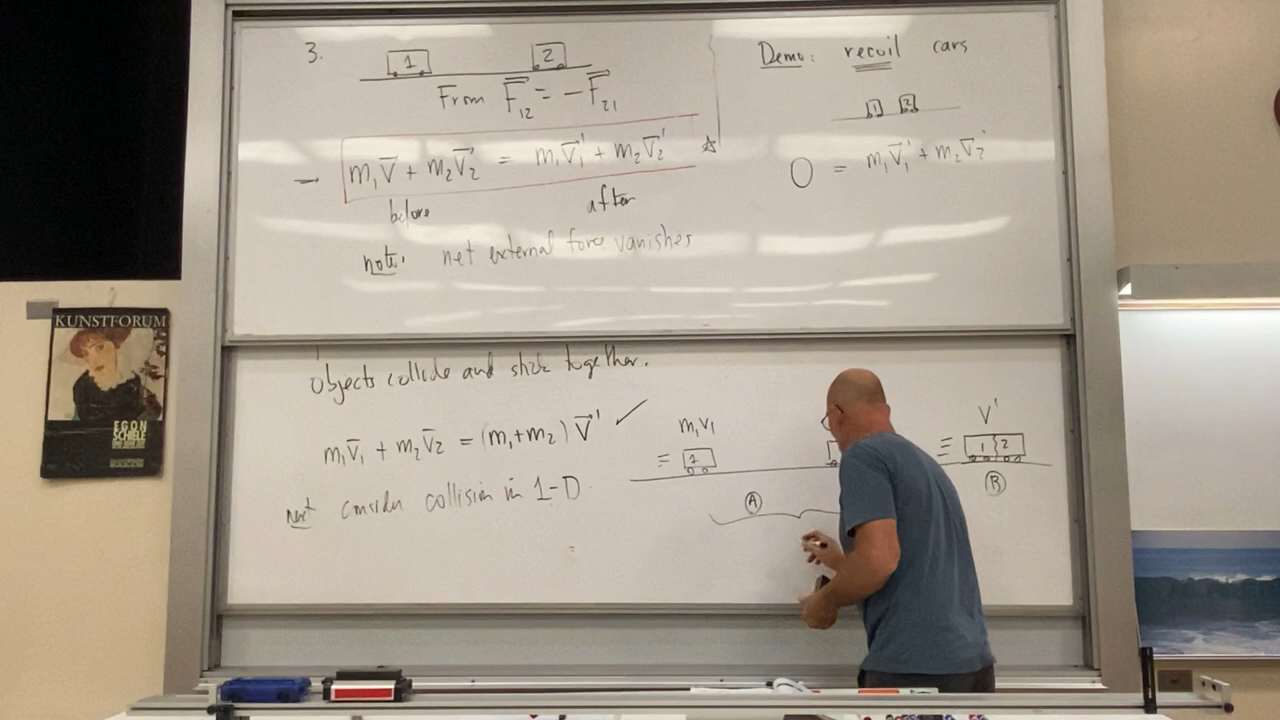 3.
1 2
From F̅₁₂ = -F̅₂₁
m₁V̅ + m₂V̅₂' = m₁V̅₁' + m₂V̅₂'
before after
note: net external force vanishes
Demo: recoil cars
1 2
0 = m₁V̅₁' + m₂V̅₂'
objects collide and stick together.
m₁V̅₁ + m₂V̅₂ = (m₁+m₂) V̅' ✓
next consider collision in 1-D
m₁V₁
1
A
V'
1 2
B
KUNSTFORUM
EGON
SCHIELE